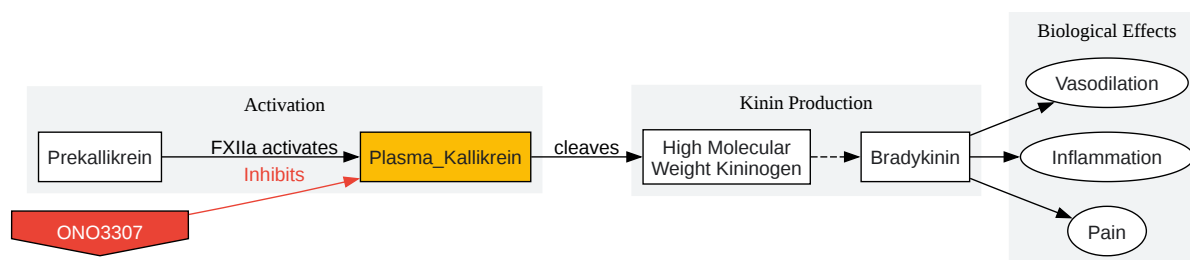 Biological Effects
Vasodilation
Activation
Kinin Production
Prekallikrein
FXIIa activates
Inhibits
Plasma_Kallikrein
cleaves
High Molecular
Weight Kininogen
Bradykinin
Inflammation
ONO3307
Pain